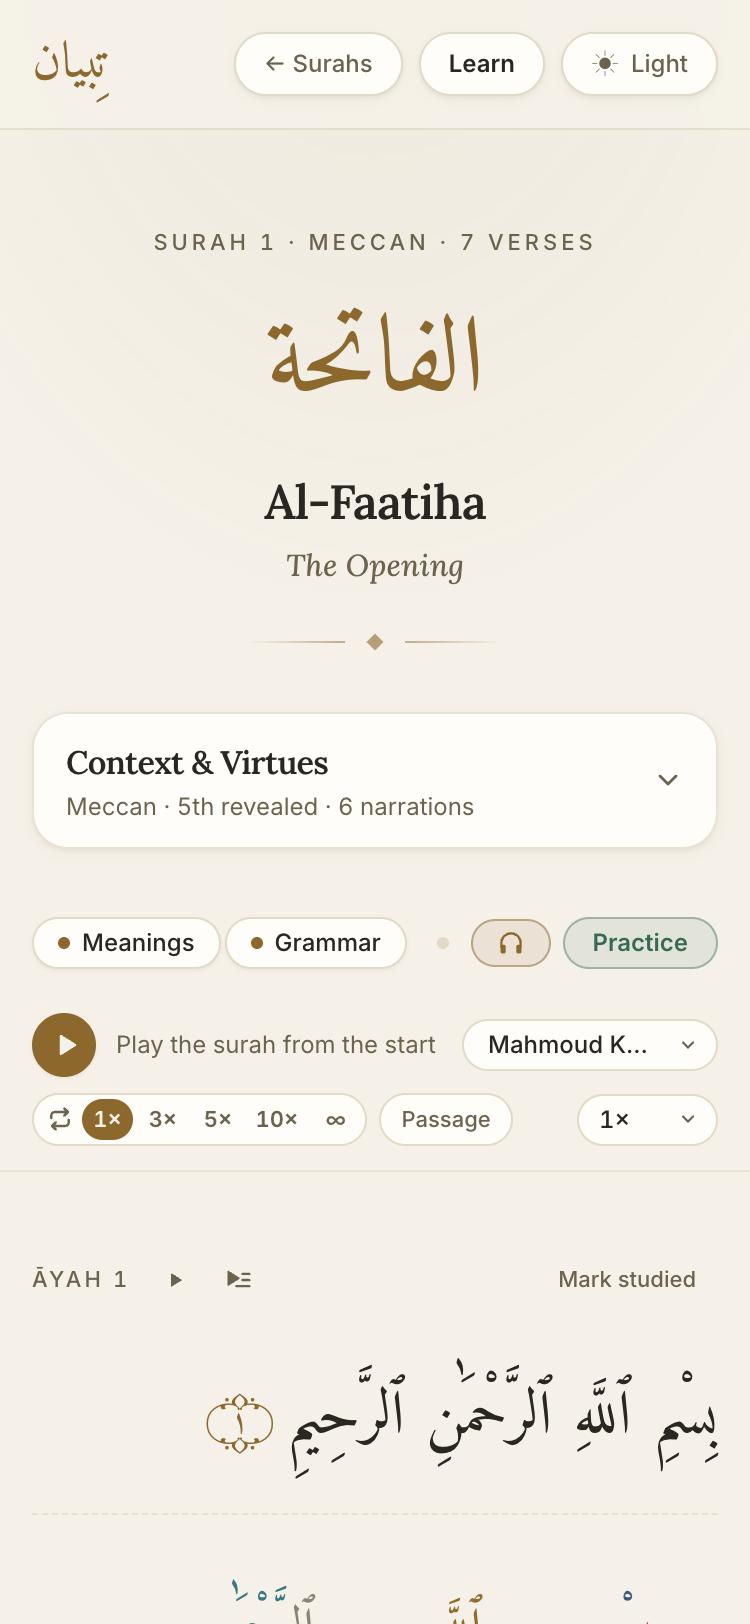 تِبيان ← Surahs Learn Light
SURAH 1 · MECCAN · 7 VERSES
الفاتحة
Al-Faatiha
The Opening
Context & Virtues
Meccan · 5th revealed · 6 narrations
Meanings Grammar Practice
Play the surah from the start Mahmoud K...
1× 3× 5× 10× ∞ Passage 1×
ĀYAH 1 Mark studied
بِسْمِ ٱللَّهِ ٱلرَّحْمَٰنِ ٱلرَّحِيمِ ١